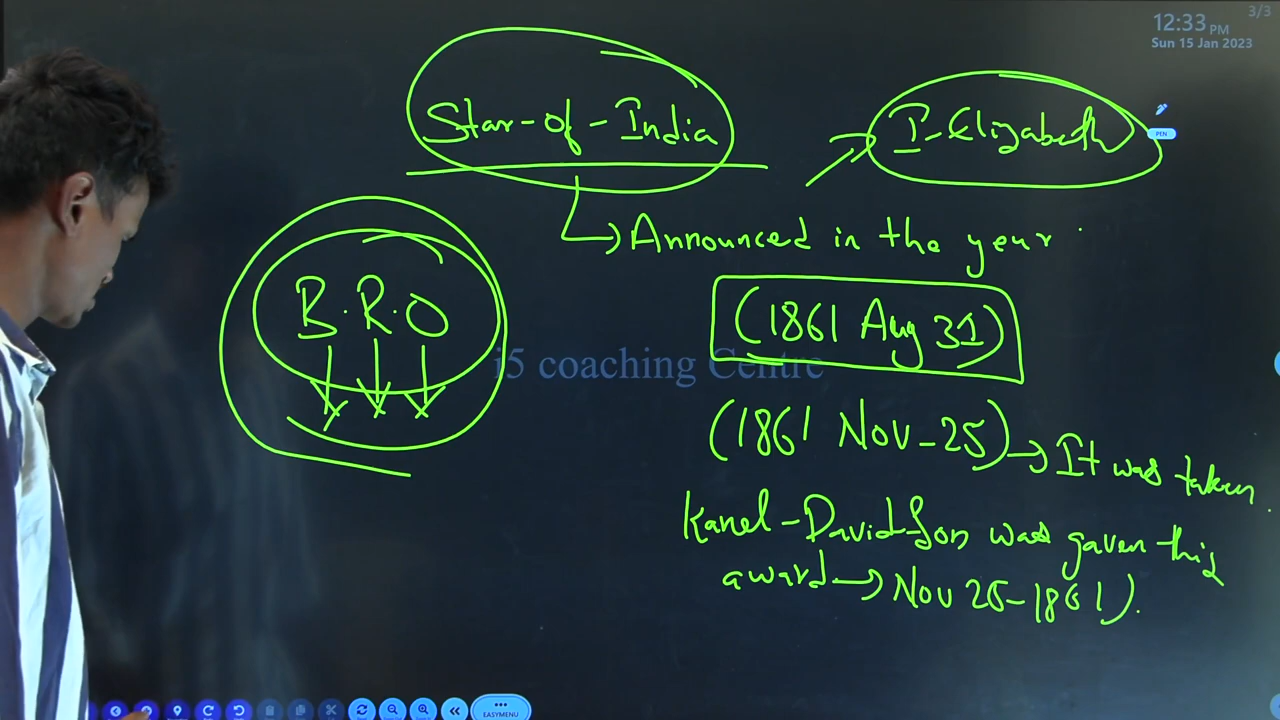 3/3
12:33 PM
Sun 15 Jan 2023
Star-of-India
I-Elizabeth
PEN
Announced in the year
B.R.O
(1861 Aug 31)
i5 coaching Centre
(1861 Nov-25) → It was taken.
Kanel-Davidson was gaven this
award → Nov 25-1861).
EASYMENU